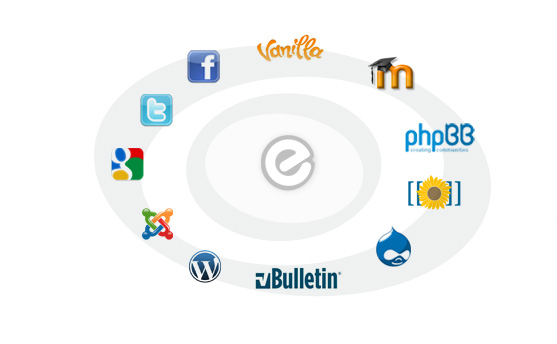 Vanilla
f
m
t
phpBB
creating communities
g
[[ ]]
e
W
vBulletin